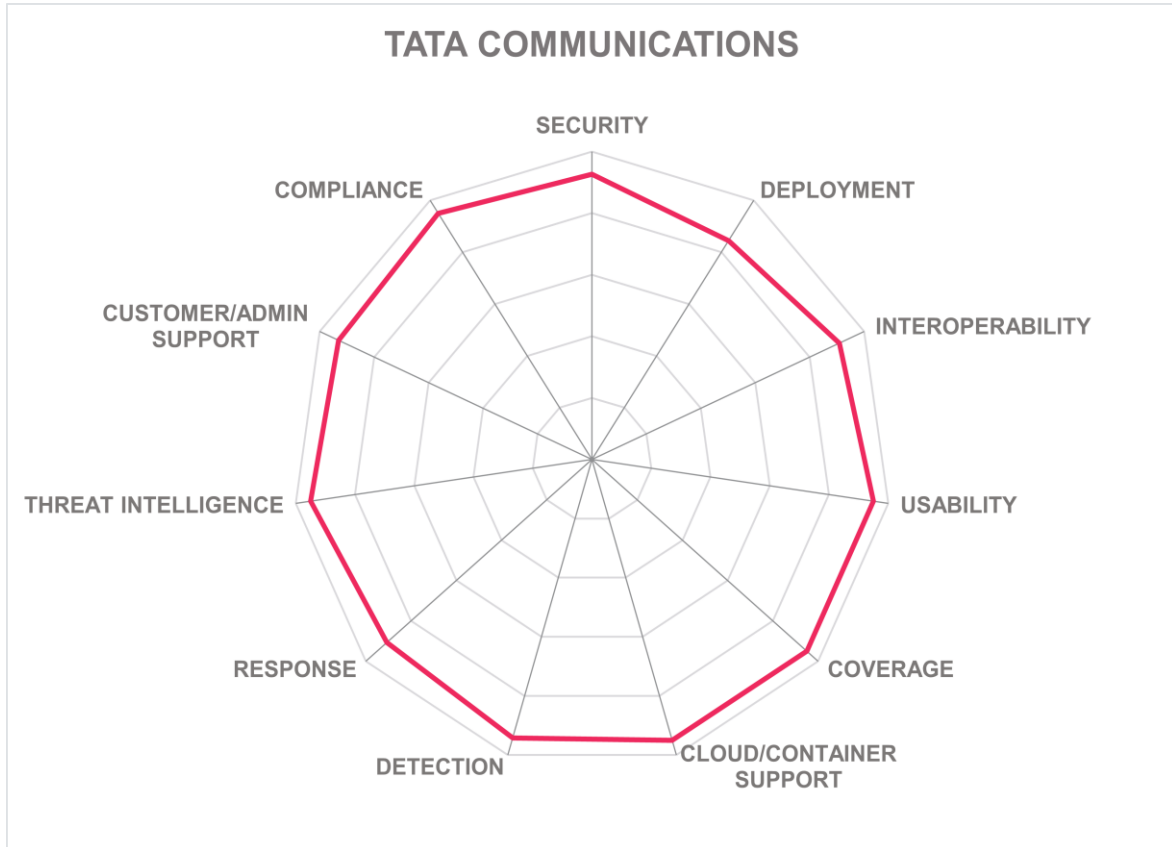 TATA COMMUNICATIONS
SECURITY
DEPLOYMENT
INTEROPERABILITY
USABILITY
COVERAGE
CLOUD/CONTAINER
SUPPORT
DETECTION
RESPONSE
THREAT INTELLIGENCE
CUSTOMER/ADMIN
SUPPORT
COMPLIANCE